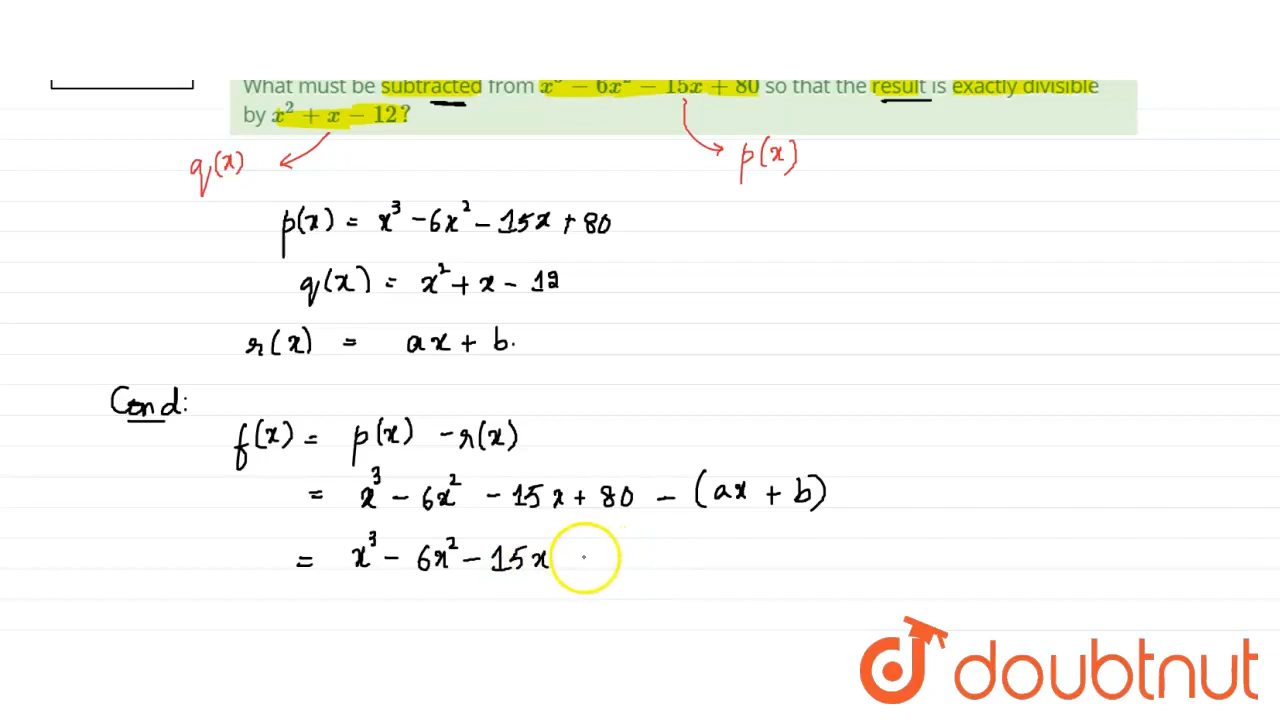 What must be subtracted from x³ − 6x² − 15x + 80 so that the result is exactly divisible
by x² + x − 12?
q(x)
p(x)
p(x) = x³ - 6x² - 15x + 80
q(x) = x² + x - 12
r(x) = ax + b.
Cond:
f(x) = p(x) - r(x)
= x³ - 6x² - 15x + 80 - (ax + b)
= x³ - 6x² - 15x
doubtnut